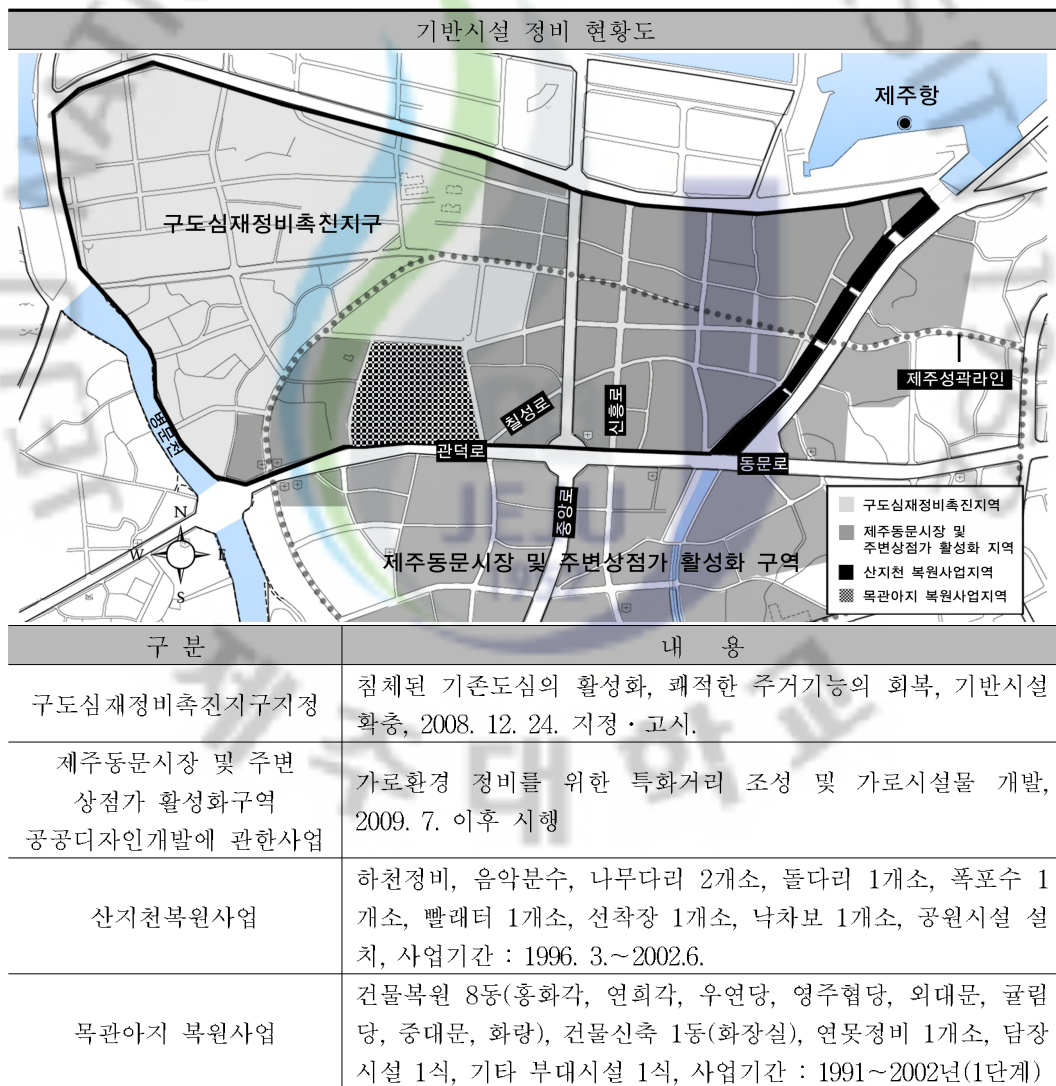 기반시설 정비 현황도
제주항
구도심재정비촉진지구
제주성곽라인
칠성로
신흥로
관덕로
동문로
병문천
중앙로
N
W
E
S
JEJU
1952
제주동문시장 및 주변상점가 활성화 구역
구도심재정비촉진지역
제주동문시장 및
주변상점가 활성화 지역
산지천 복원사업지역
목관아지 복원사업지역
구 분
내 용
구도심재정비촉진지구지정
침체된 기존도심의 활성화, 쾌적한 주거기능의 회복, 기반시설
확충, 2008. 12. 24. 지정・고시.
제주동문시장 및 주변
상점가 활성화구역
공공디자인개발에 관한사업
가로환경 정비를 위한 특화거리 조성 및 가로시설물 개발,
2009. 7. 이후 시행
산지천복원사업
하천정비, 음악분수, 나무다리 2개소, 돌다리 1개소, 폭포수 1
개소, 빨래터 1개소, 선착장 1개소, 낙차보 1개소, 공원시설 설
치, 사업기간 : 1996. 3.~2002.6.
목관아지 복원사업
건물복원 8동(홍화각, 연희각, 우연당, 영주협당, 외대문, 귤림
당, 중대문, 회랑), 건물신축 1동(화장실), 연못정비 1개소, 담장
시설 1식, 기타 부대시설 1식, 사업기간 : 1991~2002년(1단계)
제주대학교